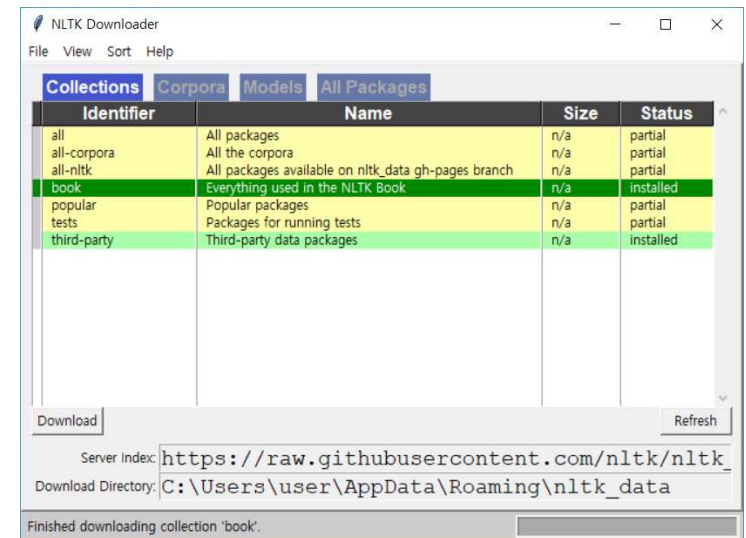 NLTK Downloader
File View Sort Help
Collections Corpora Models All Packages
Identifier Name Size Status
all All packages n/a partial
all-corpora All the corpora n/a partial
all-nltk All packages available on nltk_data gh-pages branch n/a partial
book Everything used in the NLTK Book n/a installed
popular Popular packages n/a partial
tests Packages for running tests n/a partial
third-party Third-party data packages n/a installed
Download Refresh
Server Index: https://raw.githubusercontent.com/nltk/nltk_
Download Directory: C:\Users\user\AppData\Roaming\nltk_data
Finished downloading collection 'book'.